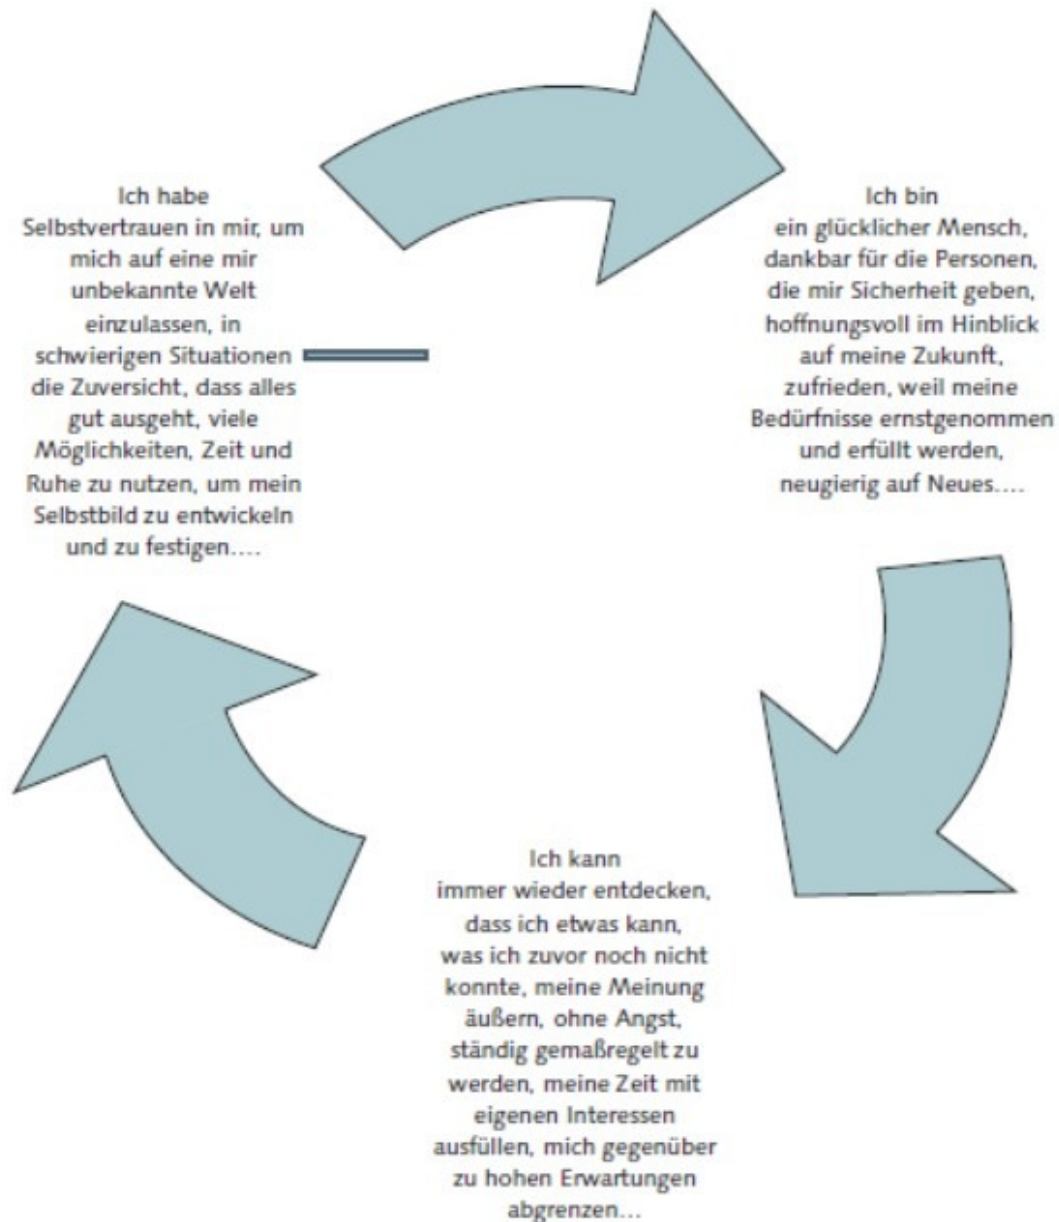 Ich habe
Selbstvertrauen in mir, um
mich auf eine mir
unbekannte Welt
einzulassen, in
schwierigen Situationen
die Zuversicht, dass alles
gut ausgeht, viele
Möglichkeiten, Zeit und
Ruhe zu nutzen, um mein
Selbstbild zu entwickeln
und zu festigen....
Ich bin
ein glücklicher Mensch,
dankbar für die Personen,
die mir Sicherheit geben,
hoffnungsvoll im Hinblick
auf meine Zukunft,
zufrieden, weil meine
Bedürfnisse ernstgenommen
und erfüllt werden,
neugierig auf Neues....
Ich kann
immer wieder entdecken,
dass ich etwas kann,
was ich zuvor noch nicht
konnte, meine Meinung
äußern, ohne Angst,
ständig gemaßregelt zu
werden, meine Zeit mit
eigenen Interessen
ausfüllen, mich gegenüber
zu hohen Erwartungen
abgrenzen...